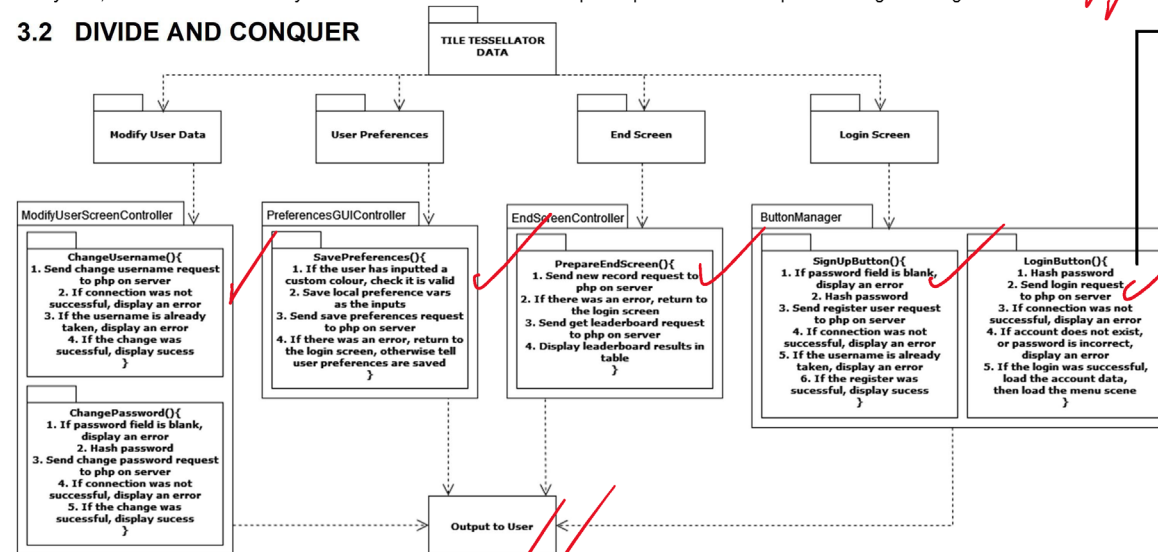 3.2 DIVIDE AND CONQUER
TILE TESSELLATOR
DATA
Modify User Data
User Preferences
End Screen
Login Screen
ModifyUserScreenController
ChangeUsername(){
1. Send change username request
to php on server
2. If connection was not
successful, display an error
3. If the username is already
taken, display an error
4. If the change was
sucessful, display sucess
}
ChangePassword(){
1. If password field is blank,
display an error
2. Hash password
3. Send change password request
to php on server
4. If connection was not
successful, display an error
5. If the change was
sucessful, display sucess
}
PreferencesGUIController
SavePreferences(){
1. If the user has inputted a
custom colour, check it is valid
2. Save local preference vars
as the inputs
3. Send save preferences request
to php on server
4. If there was an error, return to
the login screen, otherwise tell
user preferences are saved
}
EndScreenController
PrepareEndScreen(){
1. Send new record request to
php on server
2. If there was an error, return to
the login screen
3. Send get leaderboard request
to php on server
4. Display leaderboard results in
table
}
ButtonManager
SignUpButton(){
1. If password field is blank,
display an error
2. Hash password
3. Send register user request
to php on server
4. If connection was not
successful, display an error
5. If the username is already
taken, display an error
6. If the register was
sucessful, display sucess
}
LoginButton(){
1. Hash password
2. Send login request
to php on server
3. If connection was not
successful, display an error
4. If account does not exist,
or password is incorrect,
display an error
5. If the login was successful,
load the account data,
then load the menu scene
}
Output to User